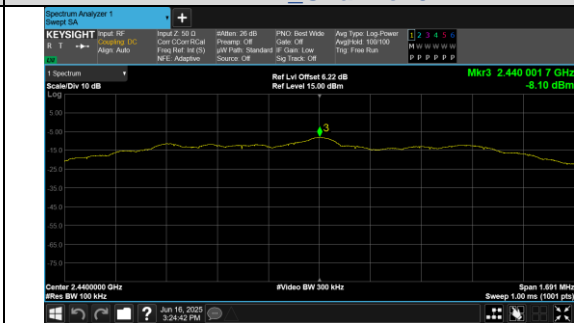 Spectrum Analyzer 1
Swept SA
+
KEYSIGHT
R T
Input: RF
Coupling: DC
Align: Auto
Input Z: 50 Ω
Corr CCorr RCal
Freq Ref: Int (S)
NFE: Adaptive
#Atten: 26 dB
Preamp: Off
µW Path: Standard
Source: Off
PNO: Best Wide
Gate: Off
IF Gain: Low
Sig Track: Off
Avg Type: Log-Power
Avg|Hold: 100/100
Trig: Free Run
1 2 3 4 5 6
M W W W W W
P P P P P P
1 Spectrum
Scale/Div 10 dB
Ref Lvl Offset 6.22 dB
Ref Level 15.00 dBm
Mkr3 2.440 001 7 GHz
-8.10 dBm
Log
5.00
-5.00
-15.0
-25.0
-35.0
-45.0
-55.0
-65.0
-75.0
3
Center 2.4400000 GHz
#Res BW 100 kHz
#Video BW 300 kHz
Span 1.691 MHz
Sweep 1.00 ms (1001 pts)
?
Jun 16, 2025
3:24:42 PM